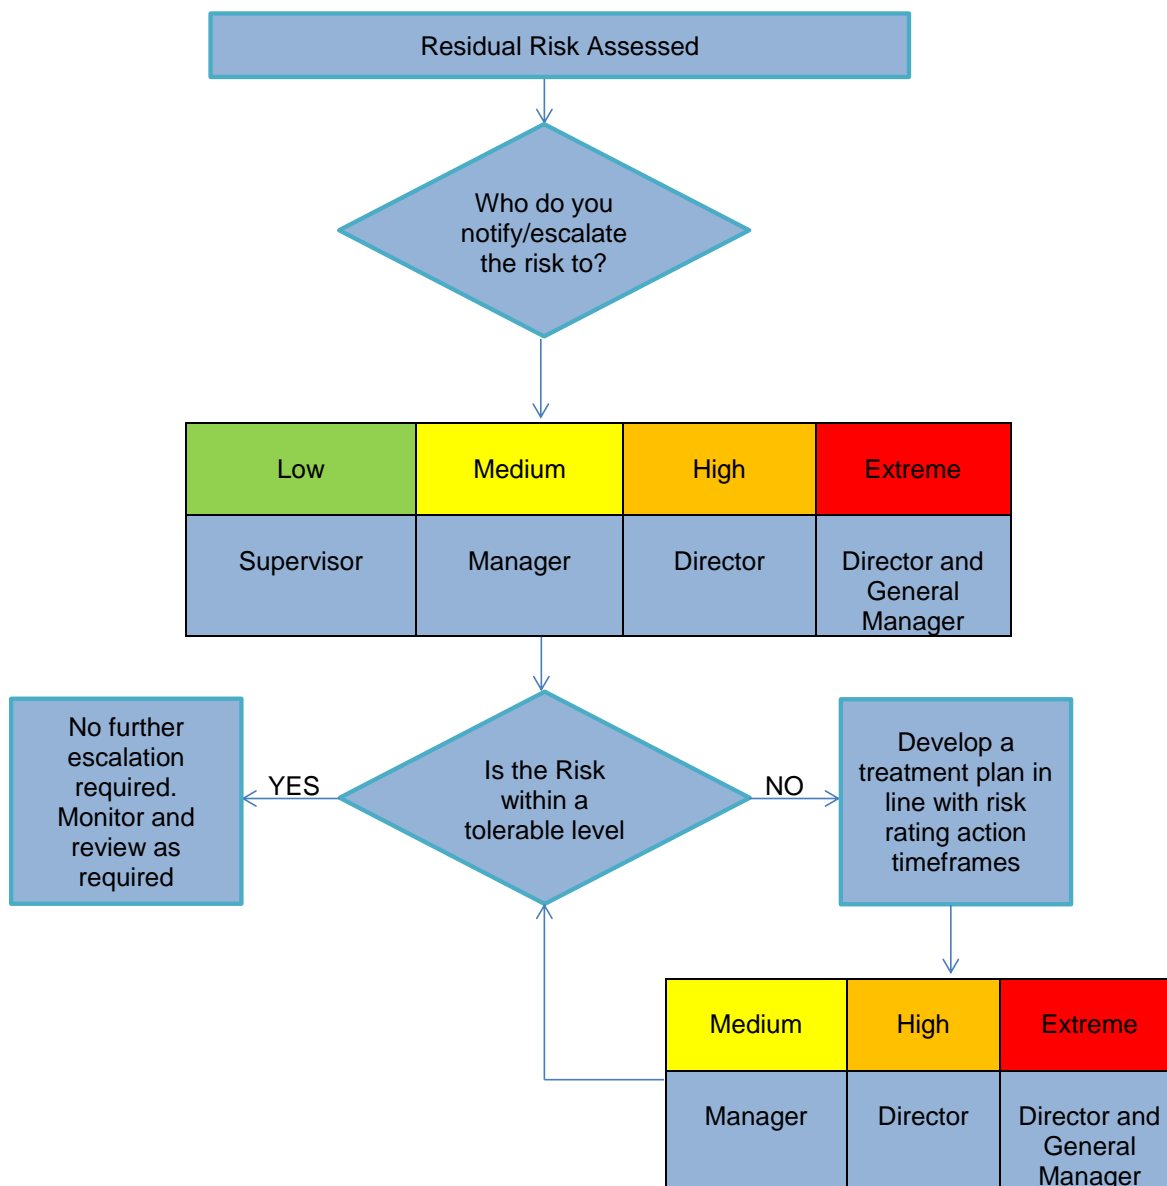 Residual Risk Assessed
Who do you
notify/escalate
the risk to?
Low
Medium
High
Extreme
Supervisor
Manager
Director
Director and
General
Manager
No further
escalation
required.
Monitor and
review as
required
YES
Is the Risk
within a
tolerable level
NO
Develop a
treatment plan in
line with risk
rating action
timeframes
Medium
High
Extreme
Manager
Director
Director and
General
Manager